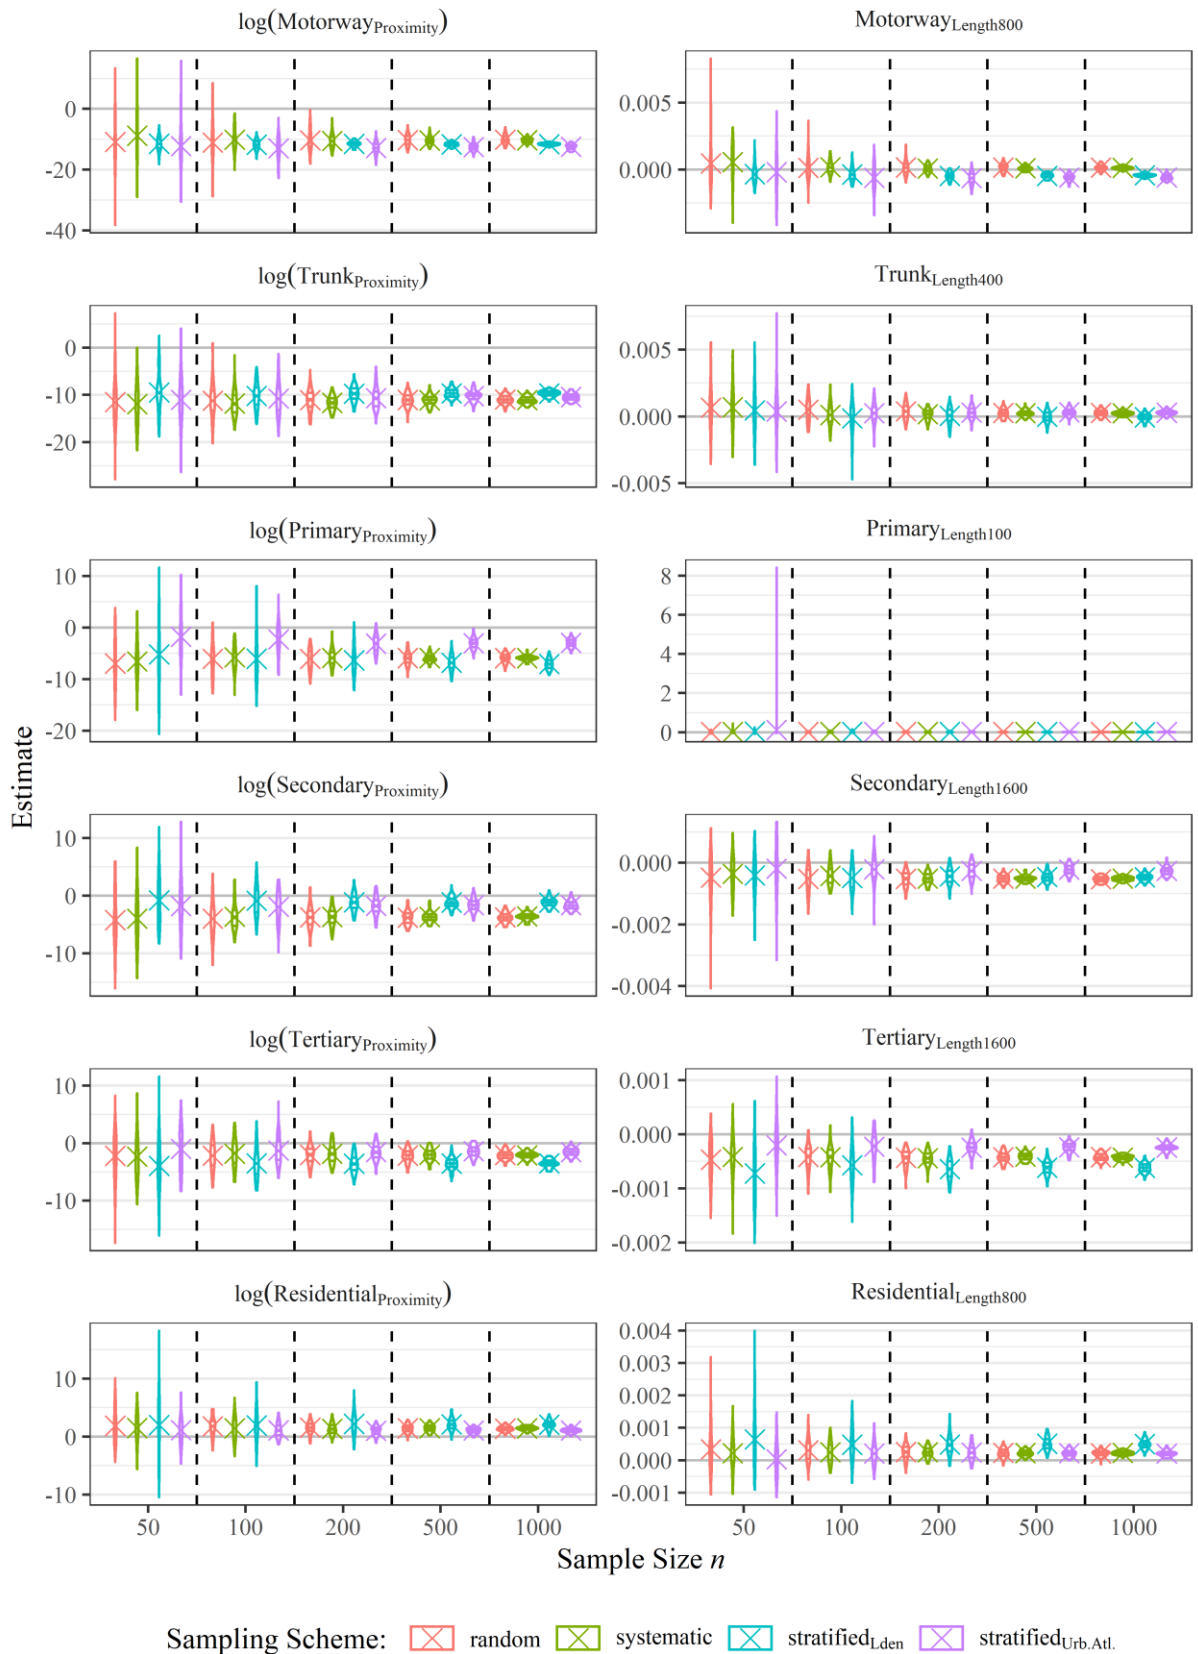 log(Motorway_Proximity)
Motorway_Length800
0
-20
-40
0.005
0.000
log(Trunk_Proximity)
Trunk_Length400
0
-10
-20
0.005
0.000
-0.005
log(Primary_Proximity)
Primary_Length100
10
0
-10
-20
8
6
4
2
0
Estimate
log(Secondary_Proximity)
Secondary_Length1600
10
0
-10
0.000
-0.002
-0.004
log(Tertiary_Proximity)
Tertiary_Length1600
10
0
-10
0.001
0.000
-0.001
-0.002
log(Residential_Proximity)
Residential_Length800
10
0
-10
0.004
0.003
0.002
0.001
0.000
-0.001
50 100 200 500 1000
50 100 200 500 1000
Sample Size n
Sampling Scheme: random systematic stratified_Lden stratified_Urb.Atl.